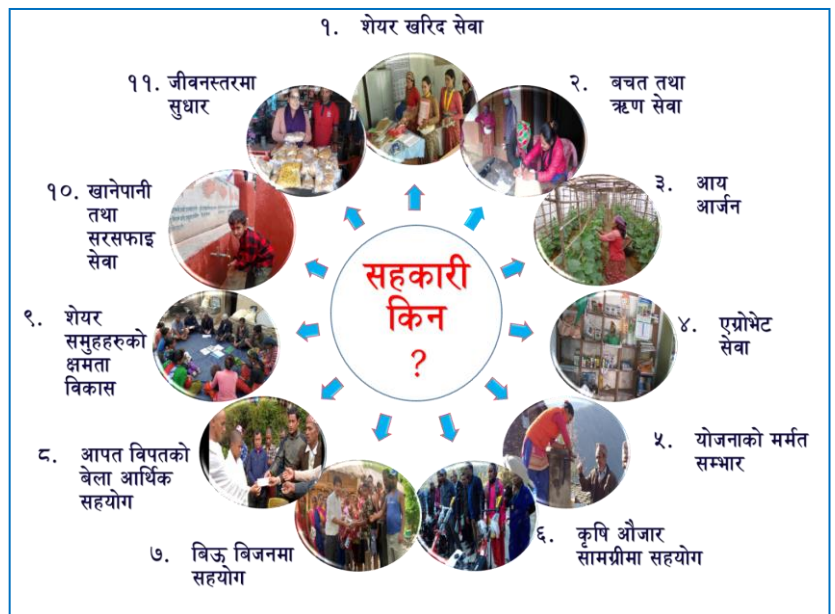 १. शेयर खरिद सेवा
२. बचत तथा
ऋण सेवा
३. आय
आर्जन
४. एग्रोभेट
सेवा
५. योजनाको मर्मत
सम्भार
६. कृषि औजार
सामग्रीमा सहयोग
७. बिऊ बिजनमा
सहयोग
८. आपत बिपतको
बेला आर्थिक
सहयोग
९. शेयर
समुहहरुको
क्षमता
विकास
१०. खानेपानी
तथा
सरसफाइ
सेवा
११. जीवनस्तरमा
सुधार
सहकारी
किन
?